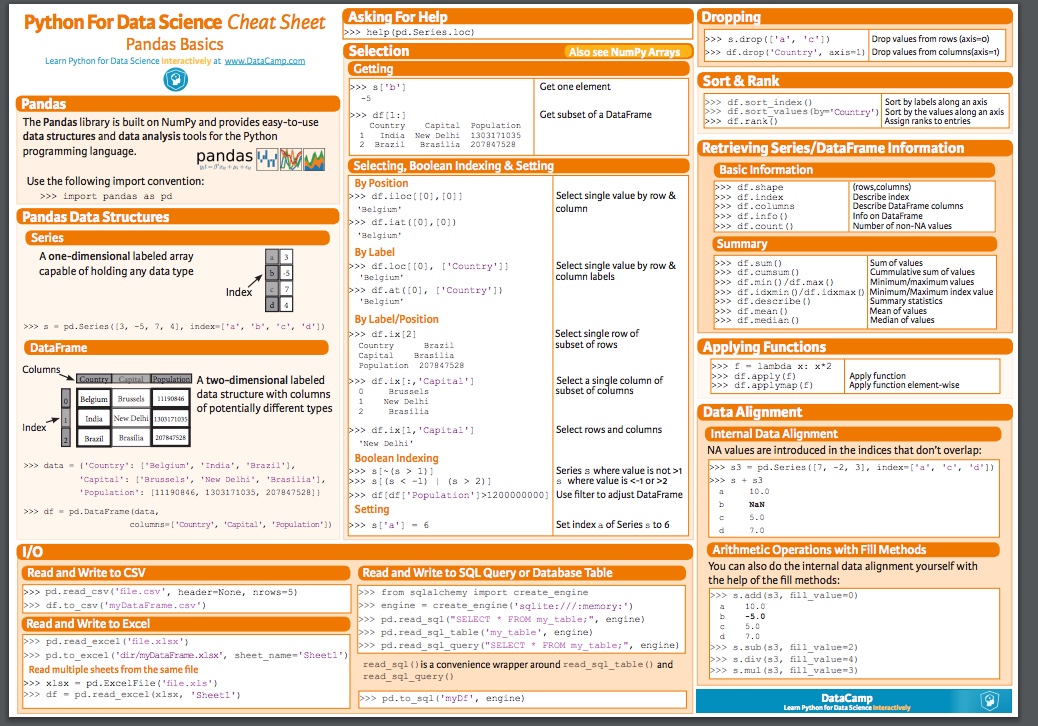 Python For Data Science Cheat Sheet
Pandas Basics
Learn Python for Data Science Interactively at www.DataCamp.com
Pandas
The Pandas library is built on NumPy and provides easy-to-use
data structures and data analysis tools for the Python
programming language.
pandas
Use the following import convention:
>>> import pandas as pd
Pandas Data Structures
Series
A one-dimensional labeled array
capable of holding any data type
Index
a 3
b -5
c 7
d 4
>>> s = pd.Series([3, -5, 7, 4], index=['a', 'b', 'c', 'd'])
DataFrame
Columns
Country Capital Population
0 Belgium Brussels 11190846
1 India New Delhi 1303171035
2 Brazil Brasilia 207847528
Index
A two-dimensional labeled
data structure with columns
of potentially different types
>>> data = {'Country': ['Belgium', 'India', 'Brazil'],
'Capital': ['Brussels', 'New Delhi', 'Brasilia'],
'Population': [11190846, 1303171035, 207847528]}
>>> df = pd.DataFrame(data,
columns=['Country', 'Capital', 'Population'])
Asking For Help
>>> help(pd.Series.loc)
Selection
Also see NumPy Arrays
Getting
>>> s['b'] Get one element
-5
>>> df[1:] Get subset of a DataFrame
Country Capital Population
1 India New Delhi 1303171035
2 Brazil Brasilia 207847528
Selecting, Boolean Indexing & Setting
By Position
>>> df.iloc[[0],[0]] Select single value by row &
'Belgium' column
>>> df.iat([0],[0])
'Belgium'
By Label
>>> df.loc[[0], ['Country']] Select single value by row &
'Belgium' column labels
>>> df.at([0], ['Country'])
'Belgium'
By Label/Position
>>> df.ix[2] Select single row of
Country Brazil subset of rows
Capital Brasilia
Population 207847528
>>> df.ix[:,'Capital'] Select a single column of
0 Brussels subset of columns
1 New Delhi
2 Brasilia
>>> df.ix[1,'Capital'] Select rows and columns
'New Delhi'
Boolean Indexing
>>> s[~(s > 1)] Series s where value is not >1
>>> s[(s < -1) | (s > 2)] s where value is <-1 or >2
>>> df[df['Population']>1200000000] Use filter to adjust DataFrame
Setting
>>> s['a'] = 6 Set index a of Series s to 6
I/O
Read and Write to CSV
>>> pd.read_csv('file.csv', header=None, nrows=5)
>>> df.to_csv('myDataFrame.csv')
Read and Write to Excel
>>> pd.read_excel('file.xlsx')
>>> pd.to_excel('dir/myDataFrame.xlsx', sheet_name='Sheet1')
Read multiple sheets from the same file
>>> xlsx = pd.ExcelFile('file.xls')
>>> df = pd.read_excel(xlsx, 'Sheet1')
Read and Write to SQL Query or Database Table
>>> from sqlalchemy import create_engine
>>> engine = create_engine('sqlite:///:memory:')
>>> pd.read_sql("SELECT * FROM my_table;", engine)
>>> pd.read_sql_table('my_table', engine)
>>> pd.read_sql_query("SELECT * FROM my_table;", engine)
read_sql() is a convenience wrapper around read_sql_table() and
read_sql_query()
>>> pd.to_sql('myDf', engine)
Dropping
>>> s.drop(['a', 'c']) Drop values from rows (axis=0)
>>> df.drop('Country', axis=1) Drop values from columns(axis=1)
Sort & Rank
>>> df.sort_index() Sort by labels along an axis
>>> df.sort_values(by='Country') Sort by the values along an axis
>>> df.rank() Assign ranks to entries
Retrieving Series/DataFrame Information
Basic Information
>>> df.shape (rows,columns)
>>> df.index Describe index
>>> df.columns Describe DataFrame columns
>>> df.info() Info on DataFrame
>>> df.count() Number of non-NA values
Summary
>>> df.sum() Sum of values
>>> df.cumsum() Cummulative sum of values
>>> df.min()/df.max() Minimum/maximum values
>>> df.idxmin()/df.idxmax() Minimum/Maximum index value
>>> df.describe() Summary statistics
>>> df.mean() Mean of values
>>> df.median() Median of values
Applying Functions
>>> f = lambda x: x*2
>>> df.apply(f) Apply function
>>> df.applymap(f) Apply function element-wise
Data Alignment
Internal Data Alignment
NA values are introduced in the indices that don't overlap:
>>> s3 = pd.Series([7, -2, 3], index=['a', 'c', 'd'])
>>> s + s3
a 10.0
b NaN
c 5.0
d 7.0
Arithmetic Operations with Fill Methods
You can also do the internal data alignment yourself with
the help of the fill methods:
>>> s.add(s3, fill_value=0)
a 10.0
b -5.0
c 5.0
d 7.0
>>> s.sub(s3, fill_value=2)
>>> s.div(s3, fill_value=4)
>>> s.mul(s3, fill_value=3)
DataCamp
Learn Python for Data Science Interactively